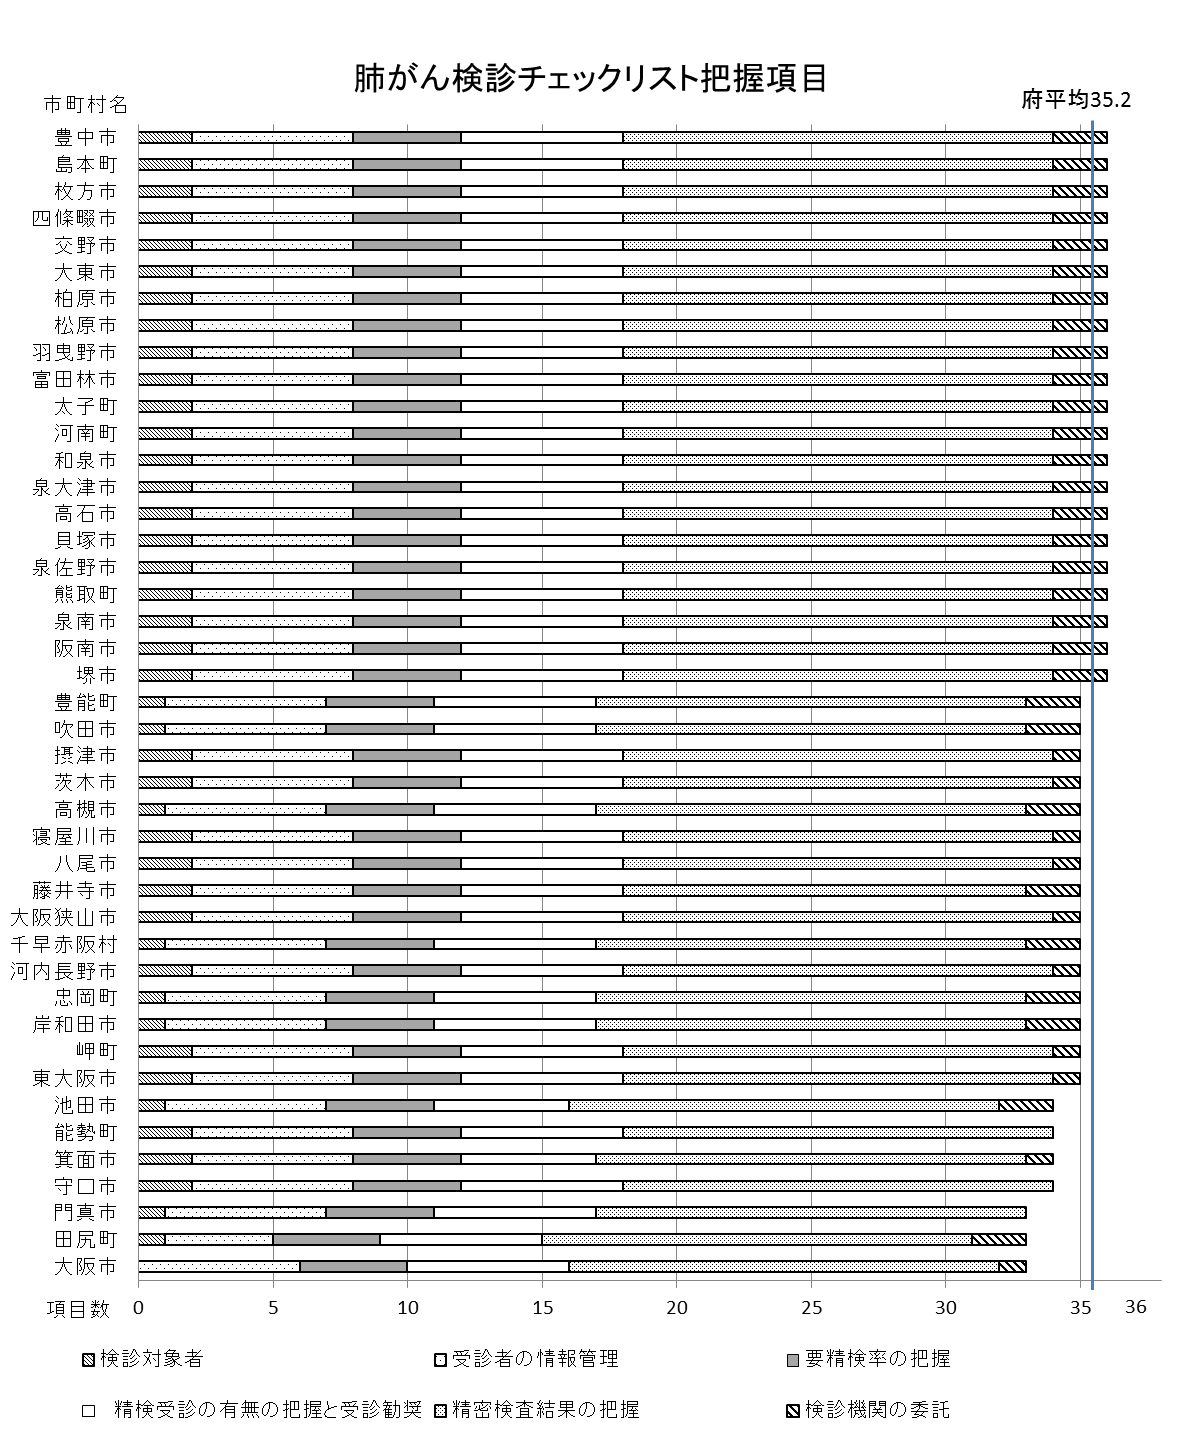 肺がん検診チェックリスト把握項目
市町村名
府平均35.2
豊中市
島本町
枚方市
四條畷市
交野市
大東市
柏原市
松原市
羽曳野市
富田林市
太子町
河南町
和泉市
泉大津市
高石市
貝塚市
泉佐野市
熊取町
泉南市
阪南市
堺市
豊能町
吹田市
摂津市
茨木市
高槻市
寝屋川市
八尾市
藤井寺市
大阪狭山市
千早赤阪村
河内長野市
忠岡町
岸和田市
岬町
東大阪市
池田市
能勢町
箕面市
守口市
門真市
田尻町
大阪市
項目数 0 5 10 15 20 25 30 35 36
検診対象者 受診者の情報管理 要精検率の把握
精検受診の有無の把握と受診勧奨 精密検査結果の把握 検診機関の委託